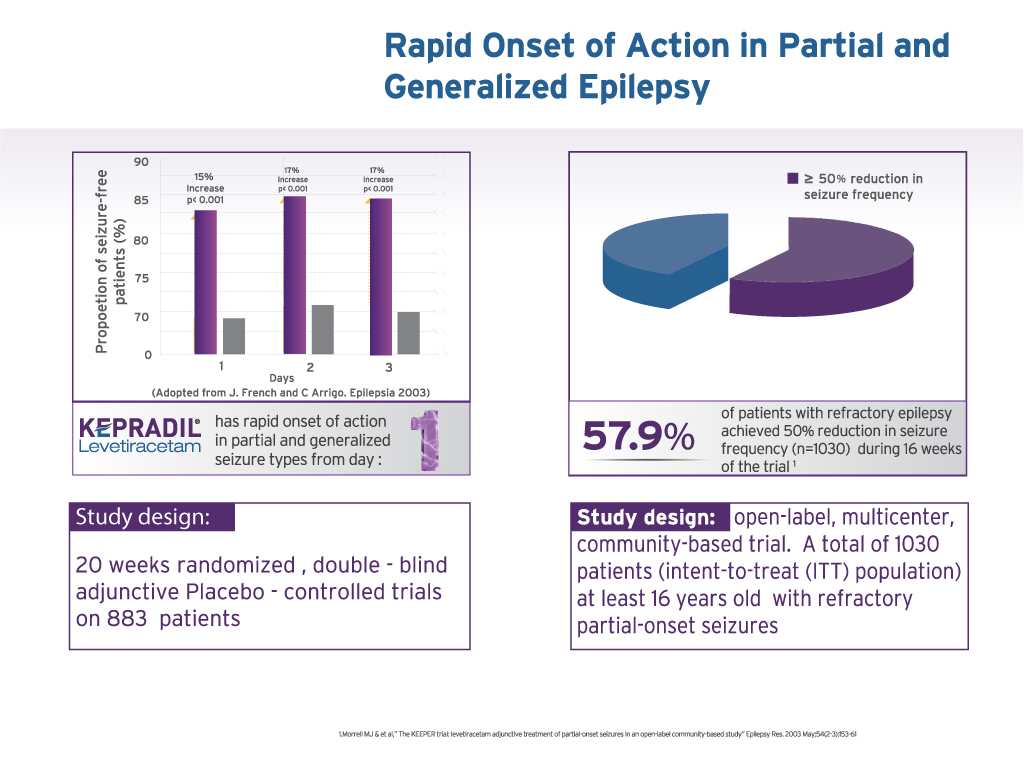 Rapid Onset of Action in Partial and
Generalized Epilepsy
Propoetion of seizure-free
patients (%)
90
85
80
75
70
0
15%
Increase
p< 0.001
17%
Increase
p< 0.001
17%
Increase
p< 0.001
1
2
3
Days
(Adopted from J. French and C Arrigo. Epilepsia 2003)
KEPRADIL®
Levetiracetam
has rapid onset of action
in partial and generalized
seizure types from day :
1
≥ 50% reduction in
seizure frequency
57.9%
of patients with refractory epilepsy
achieved 50% reduction in seizure
frequency (n=1030) during 16 weeks
of the trial 1
Study design:
20 weeks randomized , double - blind
adjunctive Placebo - controlled trials
on 883 patients
Study design: open-label, multicenter,
community-based trial. A total of 1030
patients (intent-to-treat (ITT) population)
at least 16 years old with refractory
partial-onset seizures
1.Morrell MJ & et al," The KEEPER trial: levetiracetam adjunctive treatment of partial-onset seizures in an open-label community-based study" Epilepsy Res. 2003 May;54(2-3):153-61